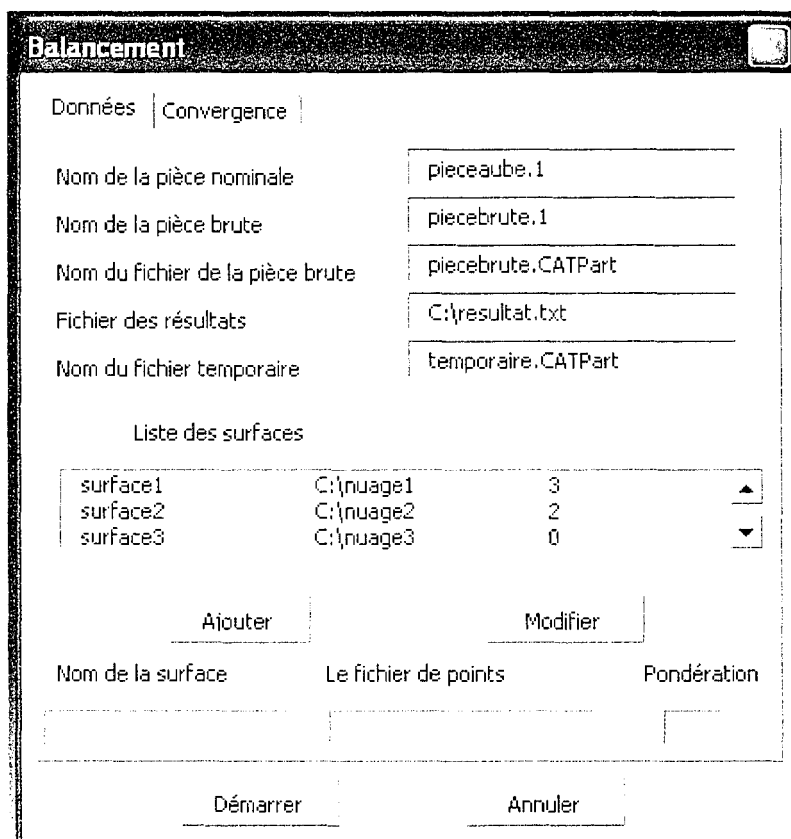 Balancement
Données Convergence
Nom de la pièce nominale pieceaube.1
Nom de la pièce brute piecebrute.1
Nom du fichier de la pièce brute piecebrute.CATPart
Fichier des résultats C:\resultat.txt
Nom du fichier temporaire temporaire.CATPart
Liste des surfaces
surface1 C:\nuage1 3
surface2 C:\nuage2 2
surface3 C:\nuage3 0
Ajouter Modifier
Nom de la surface Le fichier de points Pondération
Démarrer Annuler